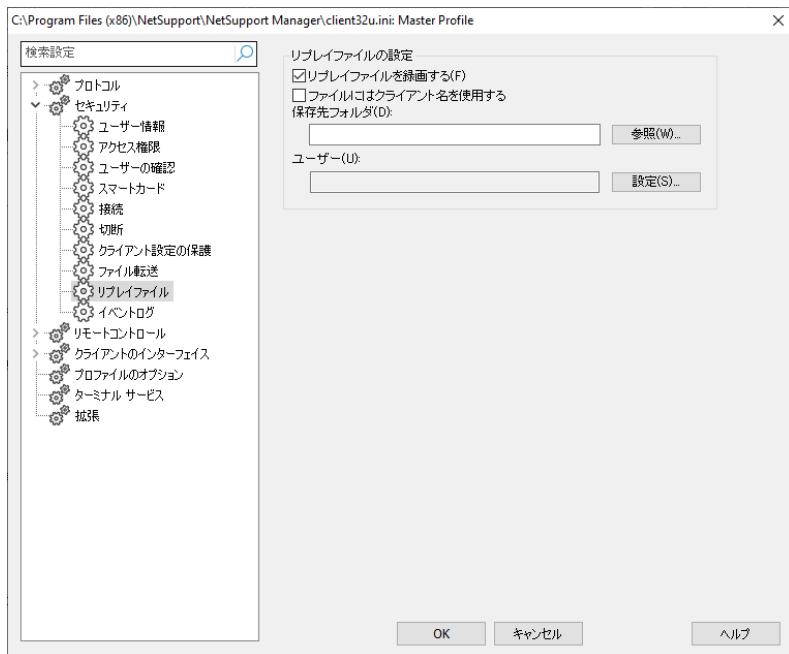 C:\Program Files (x86)\NetSupport\NetSupport Manager\client32u.ini: Master Profile
検索設定
プロトコル
セキュリティ
ユーザー情報
アクセス権限
ユーザーの確認
スマートカード
接続
切断
クライアント設定の保護
ファイル転送
リプレイファイル
イベントログ
リモートコントロール
クライアントのインターフェイス
プロファイルのオプション
ターミナル サービス
拡張
リプレイファイルの設定
リプレイファイルを録画する(F)
ファイルにはクライアント名を使用する
保存先フォルダ(D):
参照(W)...
ユーザー(U):
設定(S)...
OK
キャンセル
ヘルプ